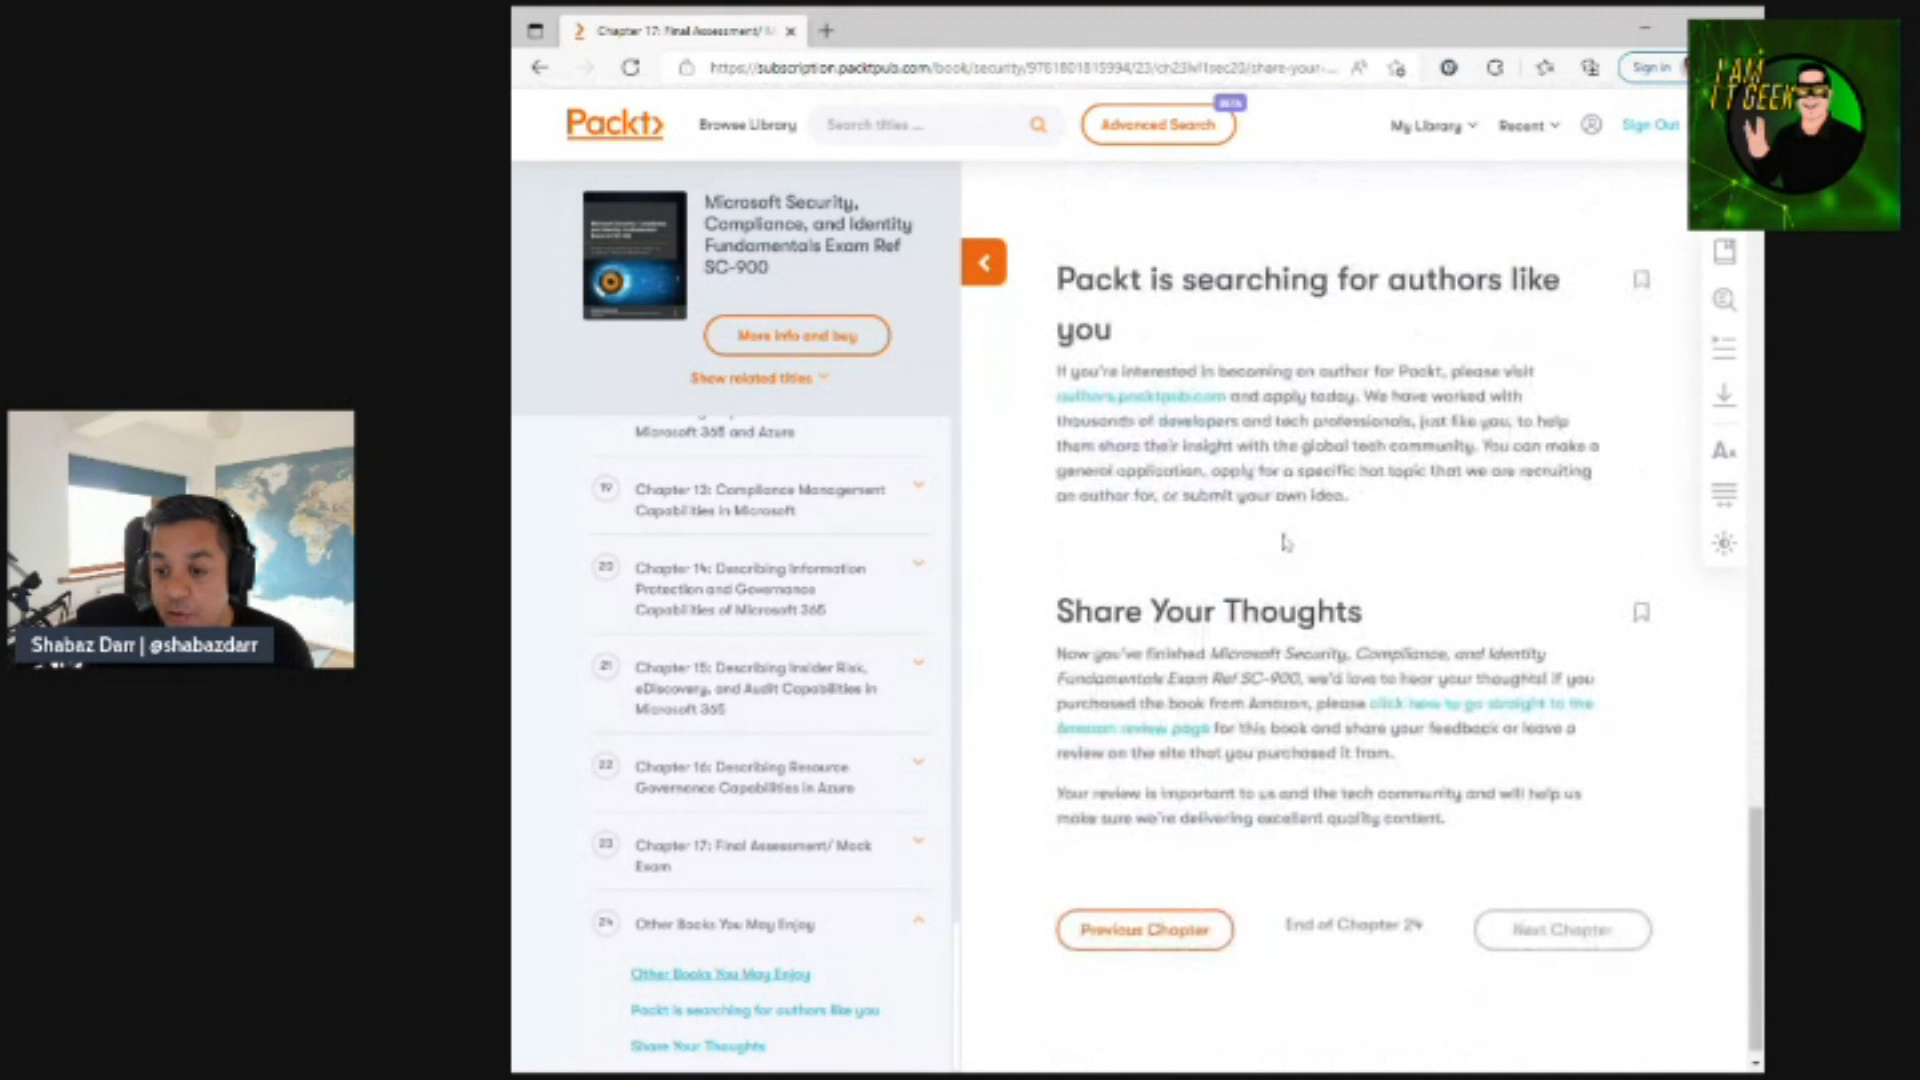 Chapter 17: Final Assessment/ M
https://subscription.packtpub.com/book/security/9781801815994/23/ch23lvl1sec20/share-your-...
Sign in
I AM
IT GEEK
Packt>
Browse Library
Search titles ...
Advanced Search
BETA
My Library
Recent
Sign Out
Microsoft Security,
Compliance, and Identity
Fundamentals Exam Ref
SC-900
More info and buy
Show related titles
Microsoft 365 and Azure
19
Chapter 13: Compliance Management
Capabilities in Microsoft
20
Chapter 14: Describing Information
Protection and Governance
Capabilities of Microsoft 365
21
Chapter 15: Describing Insider Risk,
eDiscovery, and Audit Capabilities in
Microsoft 365
22
Chapter 16: Describing Resource
Governance Capabilities in Azure
23
Chapter 17: Final Assessment/ Mock
Exam
24
Other Books You May Enjoy
Other Books You May Enjoy
Packt is searching for authors like you
Share Your Thoughts
Packt is searching for authors like
you
If you're interested in becoming an author for Packt, please visit
authors.packtpub.com and apply today. We have worked with
thousands of developers and tech professionals, just like you, to help
them share their insight with the global tech community. You can make a
general application, apply for a specific hot topic that we are recruiting
an author for, or submit your own idea.
Share Your Thoughts
Now you've finished Microsoft Security, Compliance, and Identity
Fundamentals Exam Ref SC-900, we'd love to hear your thoughts! If you
purchased the book from Amazon, please click here to go straight to the
Amazon review page for this book and share your feedback or leave a
review on the site that you purchased it from.
Your review is important to us and the tech community and will help us
make sure we're delivering excellent quality content.
Previous Chapter
End of Chapter 24
Next Chapter
Shabaz Darr | @shabazdarr